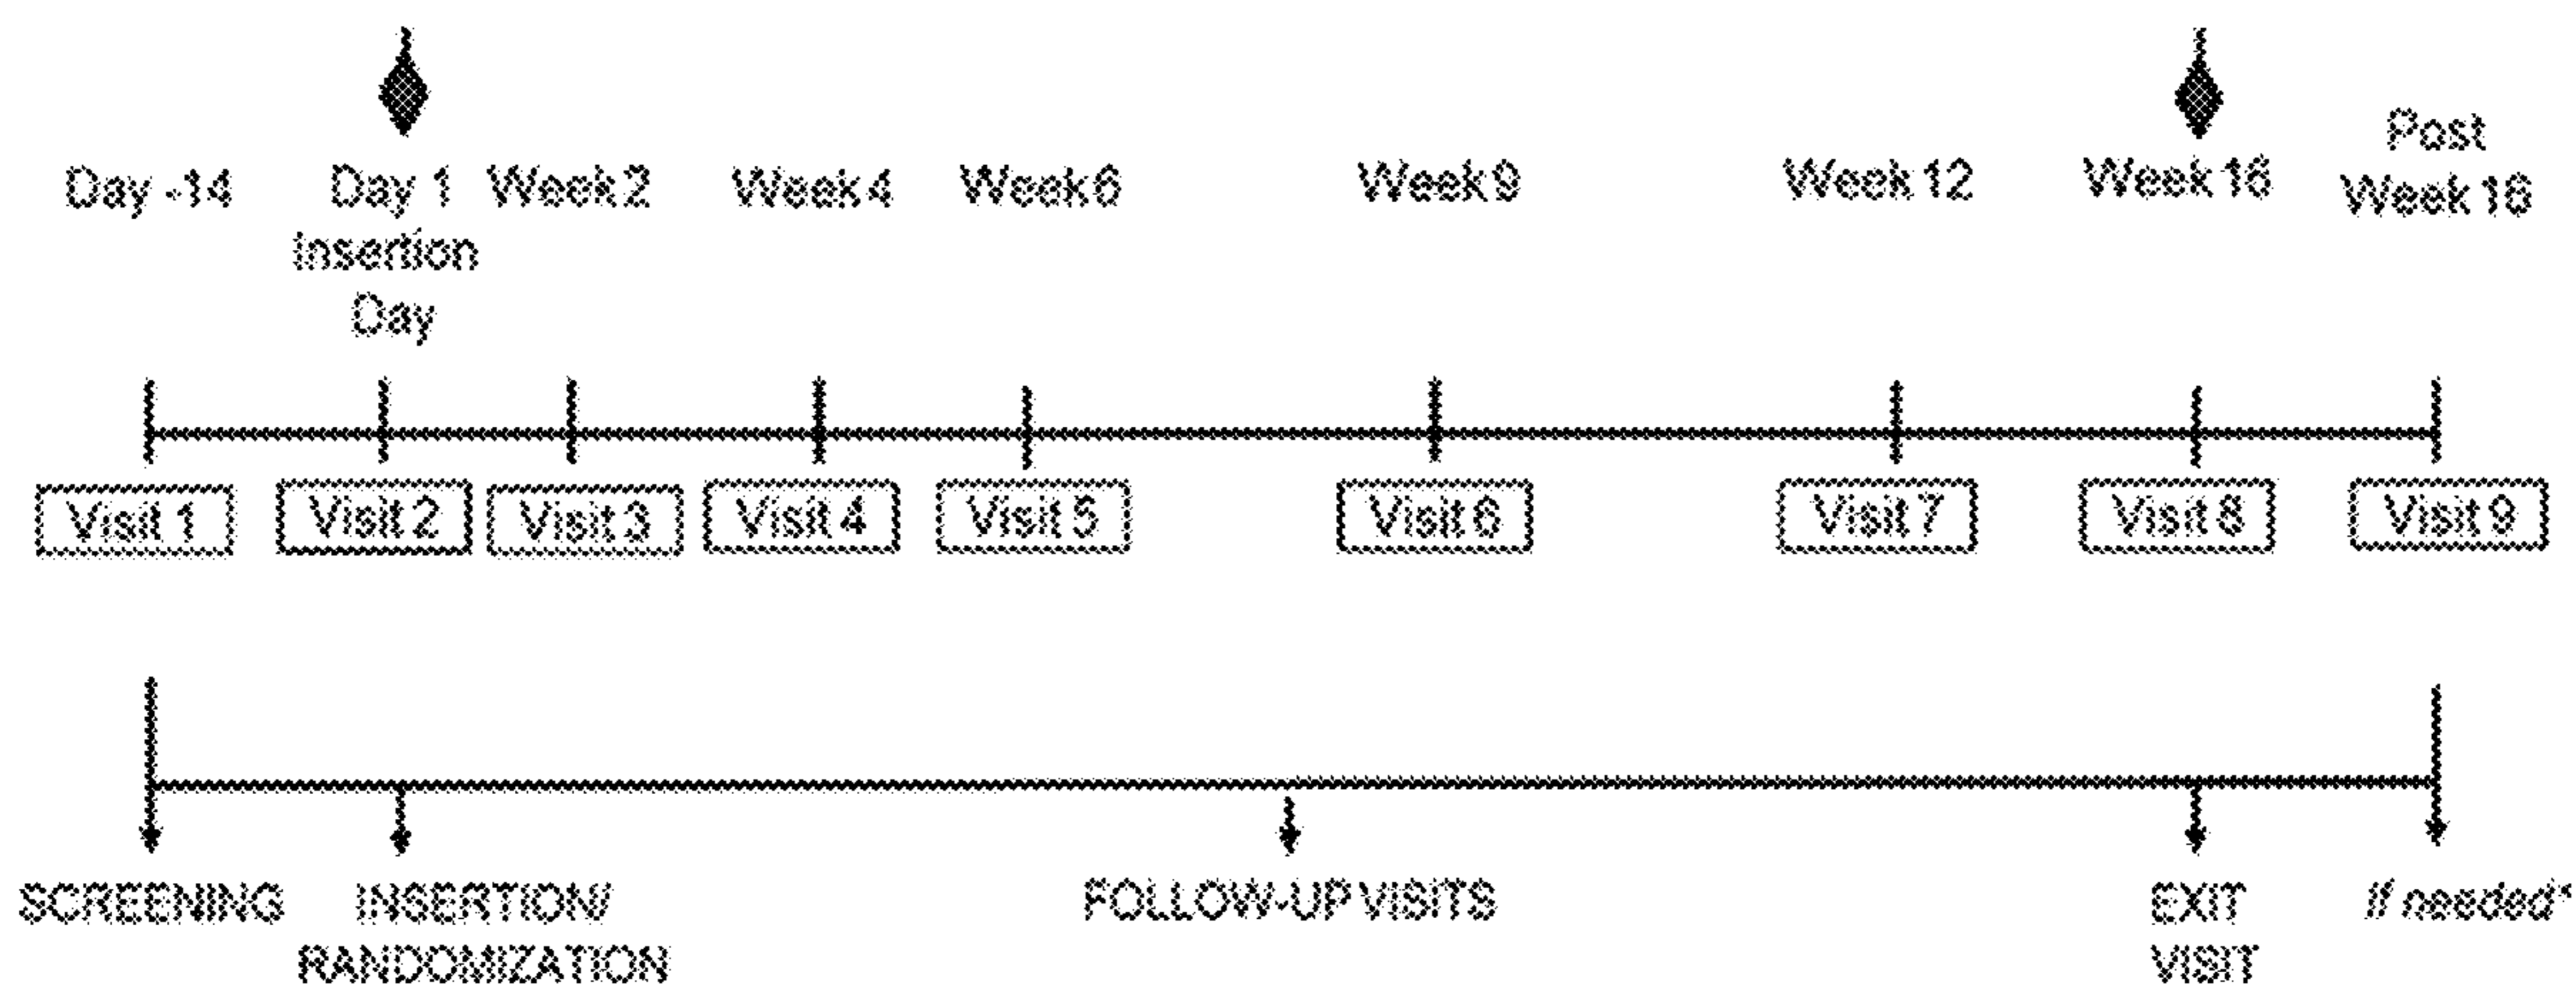 Day -14
Day 1
Insertion
Day
Week 2
Week 4
Week 6
Week 9
Week 12
Week 16
Post
Week 16
Visit 1
Visit 2
Visit 3
Visit 4
Visit 5
Visit 6
Visit 7
Visit 8
Visit 9
SCREENING
INSERTION/
RANDOMIZATION
FOLLOW-UP VISITS
EXIT
VISIT
If needed*